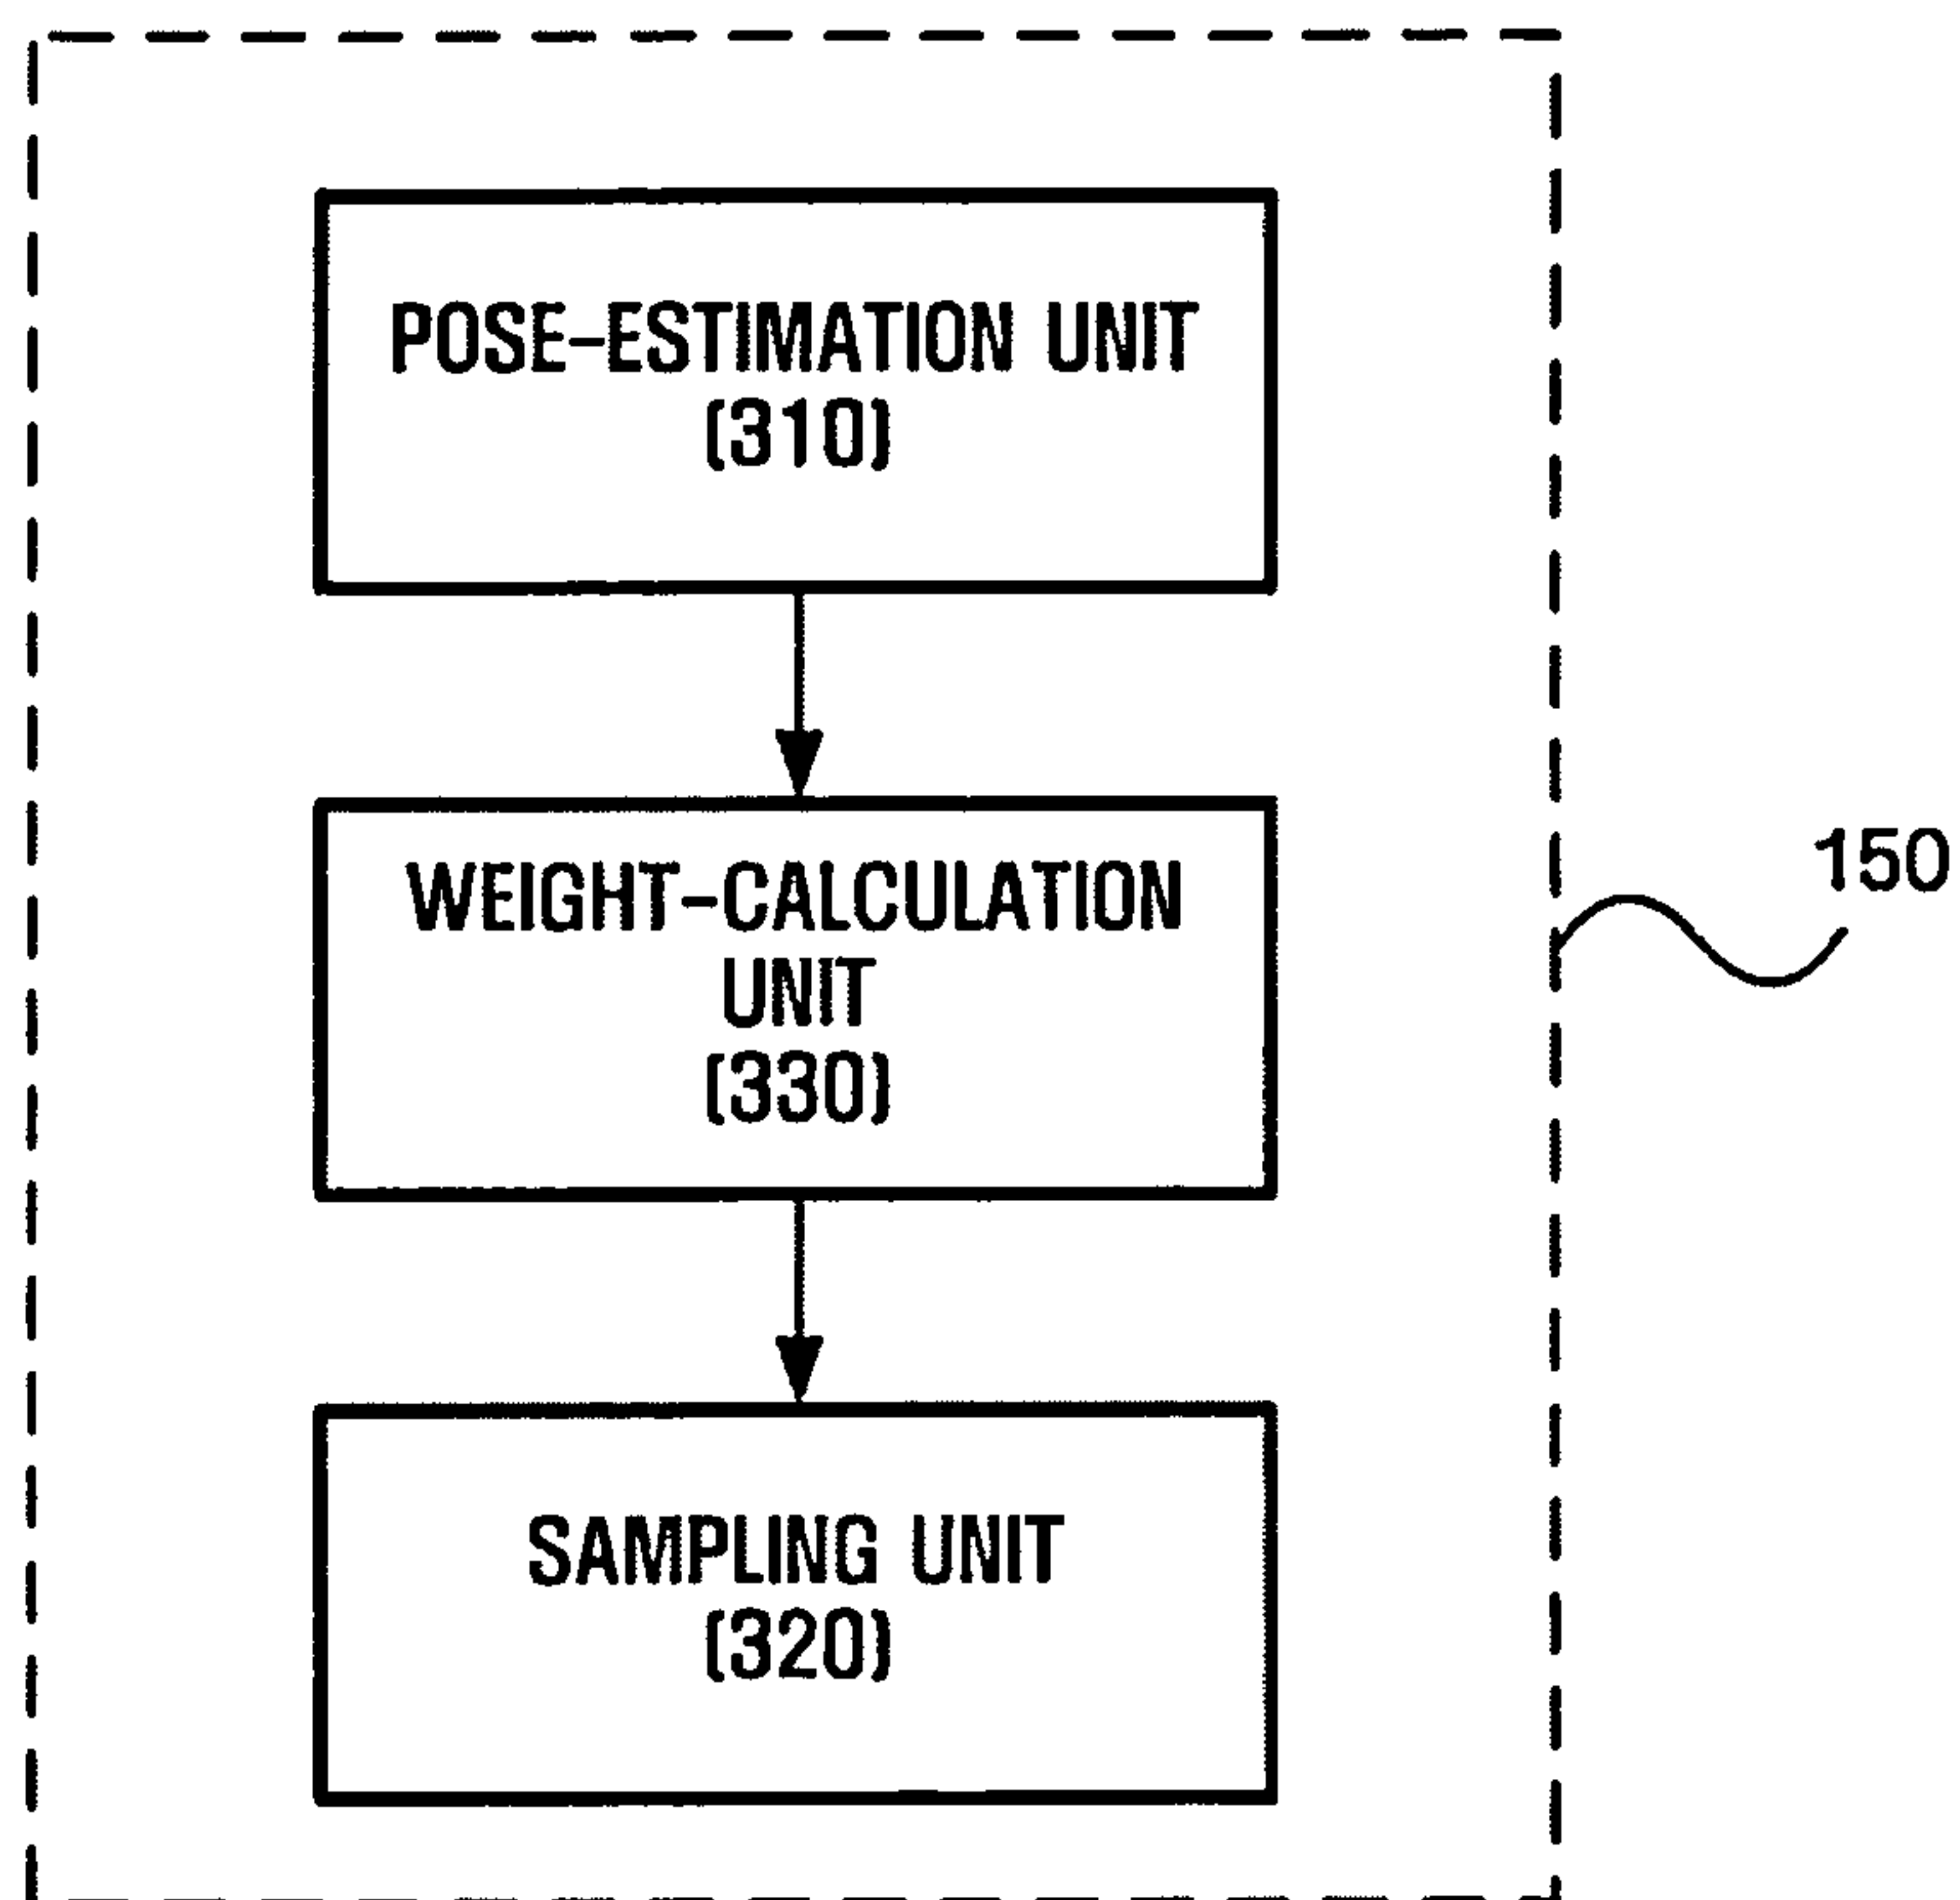 POSE-ESTIMATION UNIT
(310)
WEIGHT-CALCULATION
UNIT
(330)
150
SAMPLING UNIT
(320)